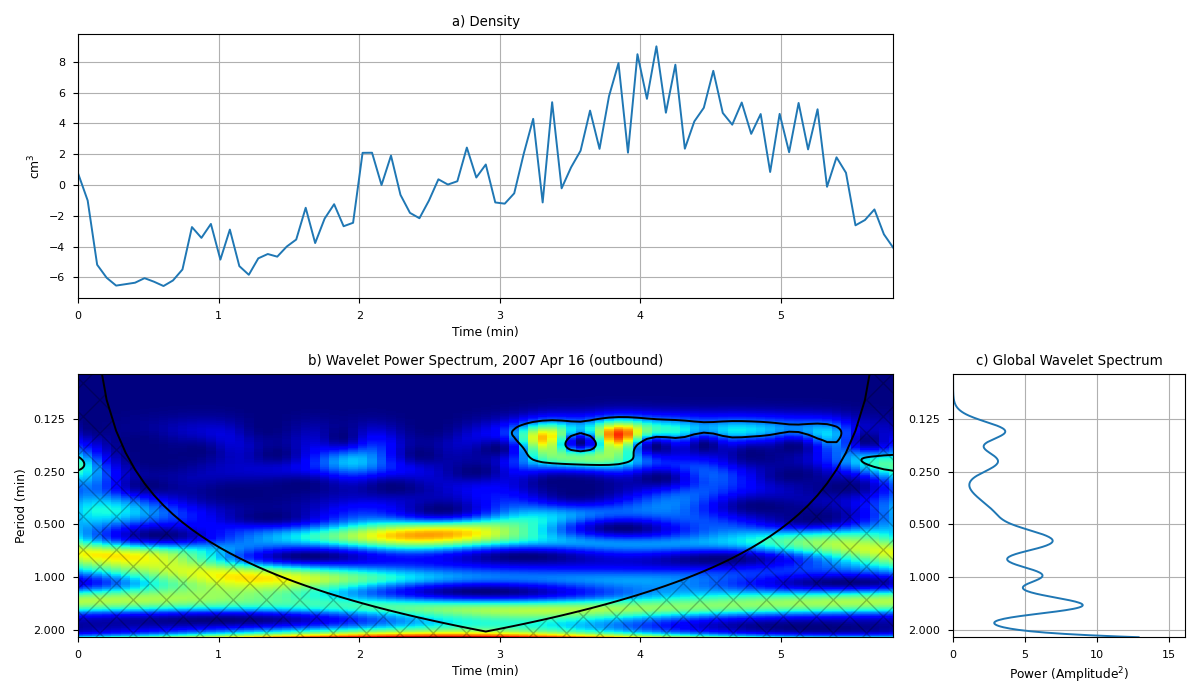 a) Density
cm³
8
6
4
2
0
−2
−4
−6
0 1 2 3 4 5
Time (min)
b) Wavelet Power Spectrum, 2007 Apr 16 (outbound)
Period (min)
0.125
0.250
0.500
1.000
2.000
0 1 2 3 4 5
Time (min)
c) Global Wavelet Spectrum
0.125
0.250
0.500
1.000
2.000
0 5 10 15
Power (Amplitude²)